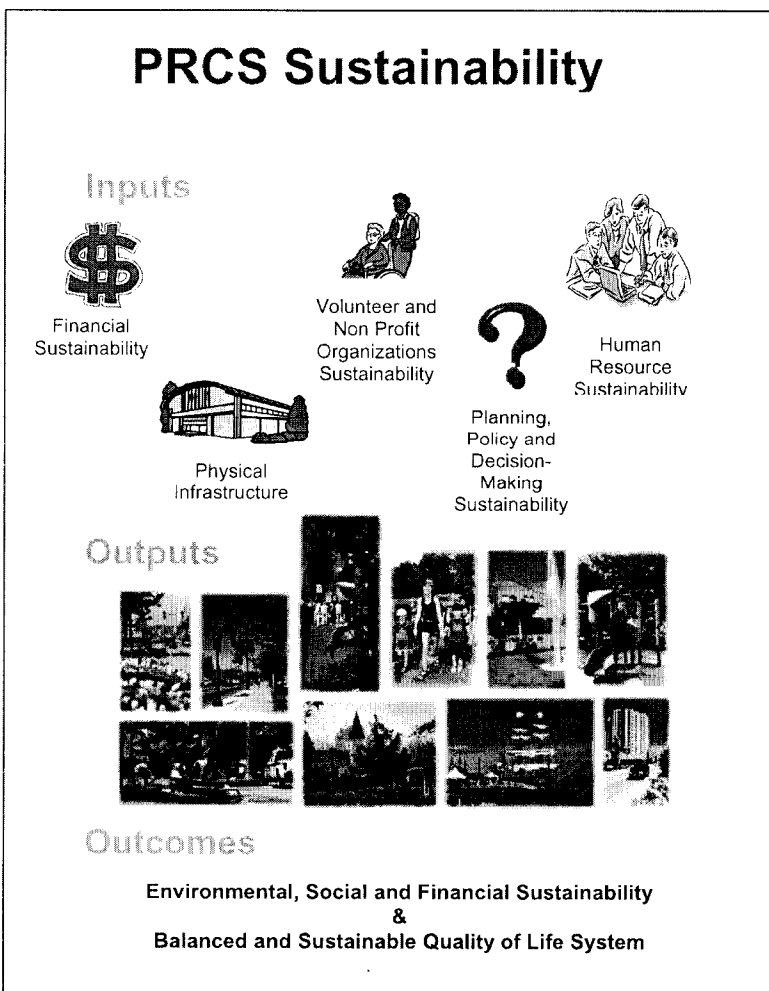 PRCS Sustainability
Inputs
Financial
Sustainability
Volunteer and
Non Profit
Organizations
Sustainability
Human
Resource
Sustainability
Physical
Infrastructure
Planning,
Policy and
Decision-
Making
Sustainability
Outputs
Outcomes
Environmental, Social and Financial Sustainability
&
Balanced and Sustainable Quality of Life System